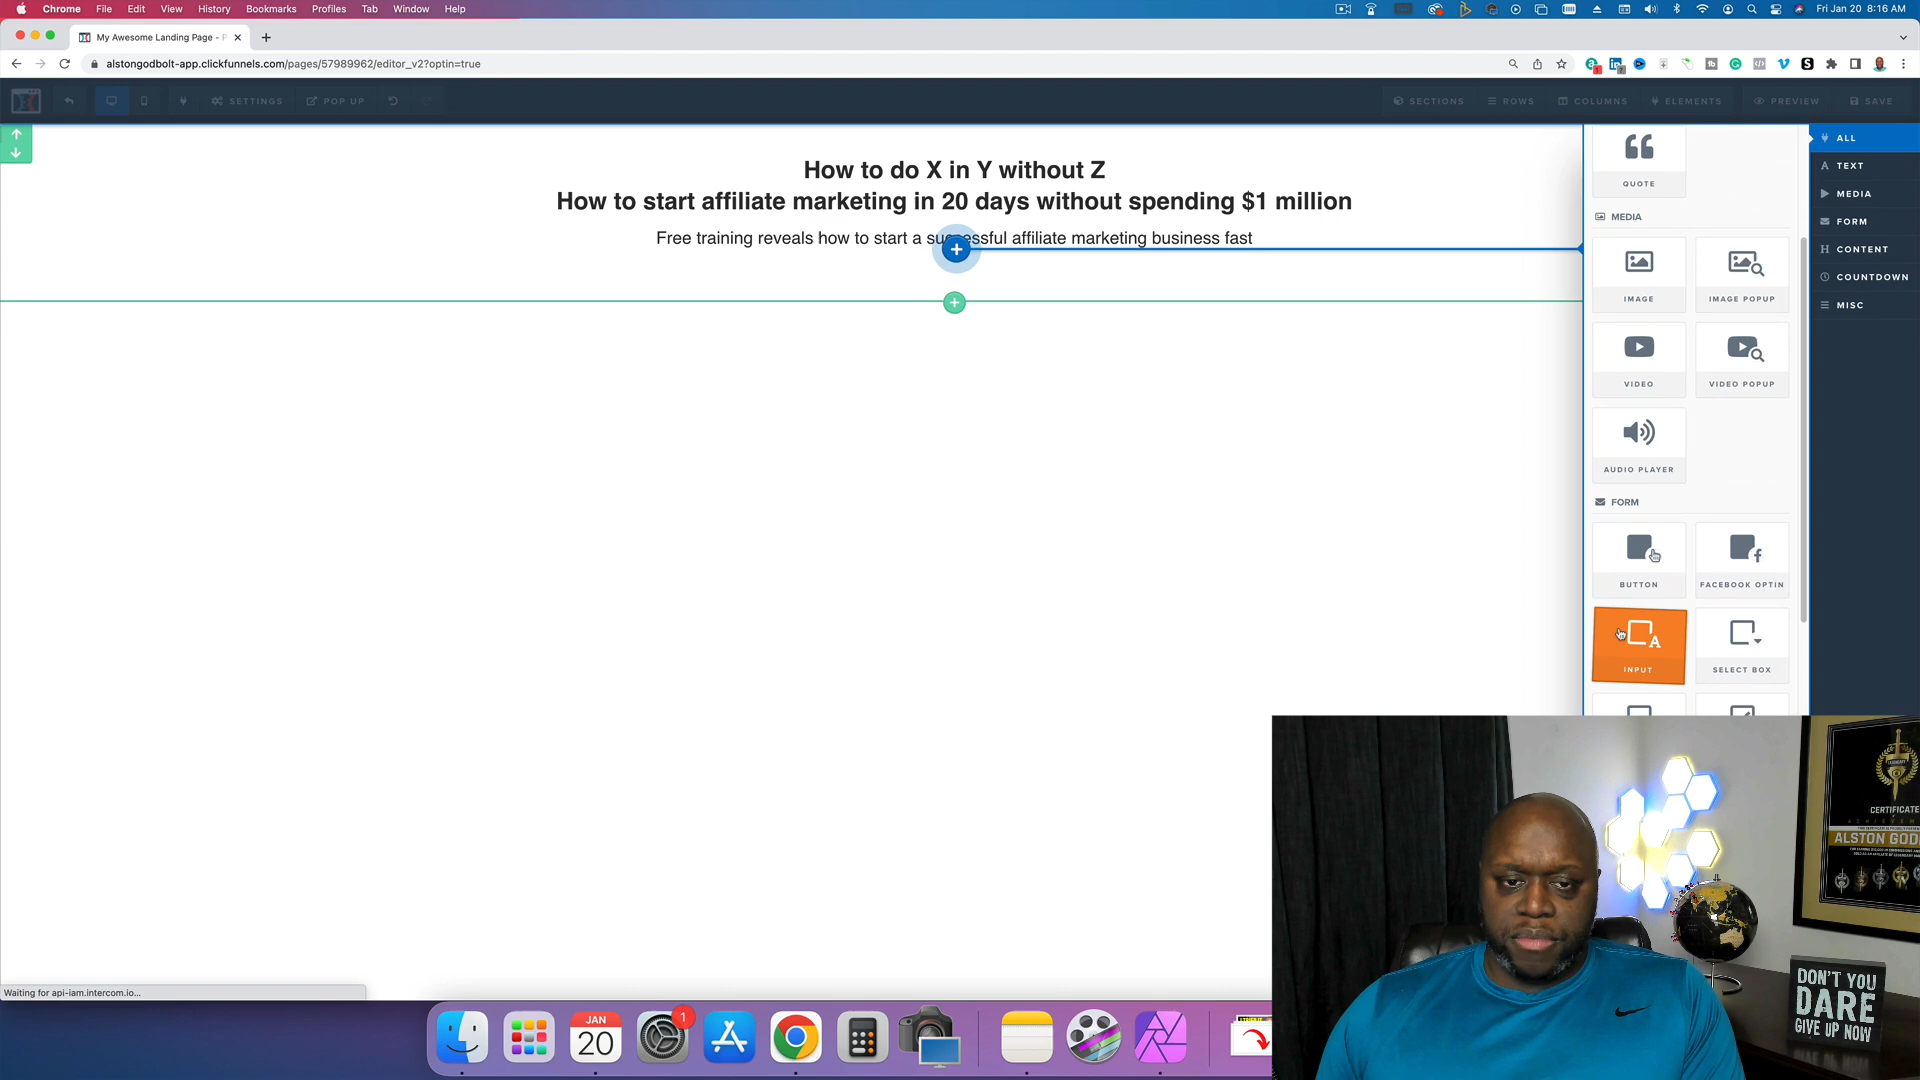 Chrome File Edit View History Bookmarks Profiles Tab Window Help
Fri Jan 20 8:16 AM
My Awesome Landing Page - P
alstongodbolt-app.clickfunnels.com/pages/57989962/editor_v2?optin=true
SETTINGS POP UP
SECTIONS ROWS COLUMNS ELEMENTS PREVIEW SAVE
How to do X in Y without Z
How to start affiliate marketing in 20 days without spending $1 million
Free training reveals how to start a successful affiliate marketing business fast
QUOTE
MEDIA
IMAGE IMAGE POPUP
VIDEO VIDEO POPUP
AUDIO PLAYER
FORM
BUTTON FACEBOOK OPTIN
INPUT SELECT BOX
ALL
TEXT
MEDIA
FORM
CONTENT
COUNTDOWN
MISC
Waiting for api-iam.intercom.io...
JAN
20
1
CERTIFICATE
ALSTON GOD
DON'T YOU
DARE
GIVE UP NOW